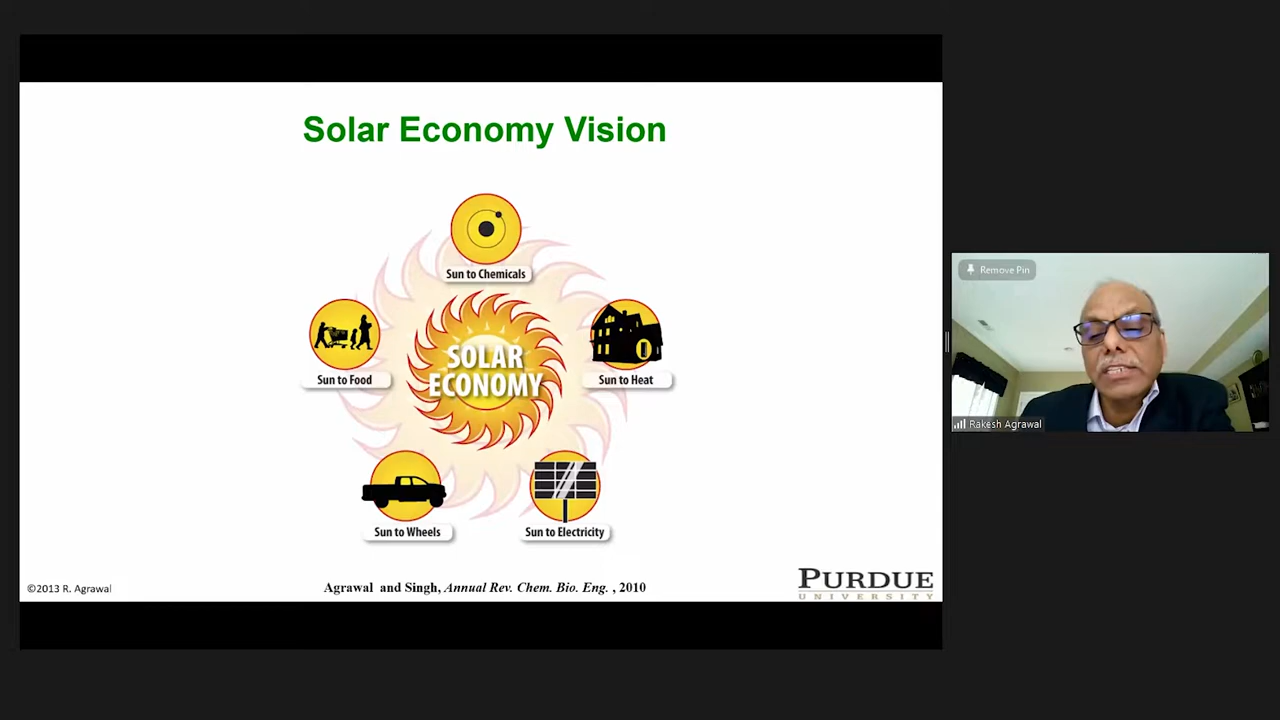 Solar Economy Vision
Sun to Chemicals
Sun to Food
SOLAR
ECONOMY
Sun to Heat
Sun to Wheels
Sun to Electricity
©2013 R. Agrawal
Agrawal and Singh, Annual Rev. Chem. Bio. Eng. , 2010
PURDUE
UNIVERSITY
Remove Pin
Rakesh Agrawal